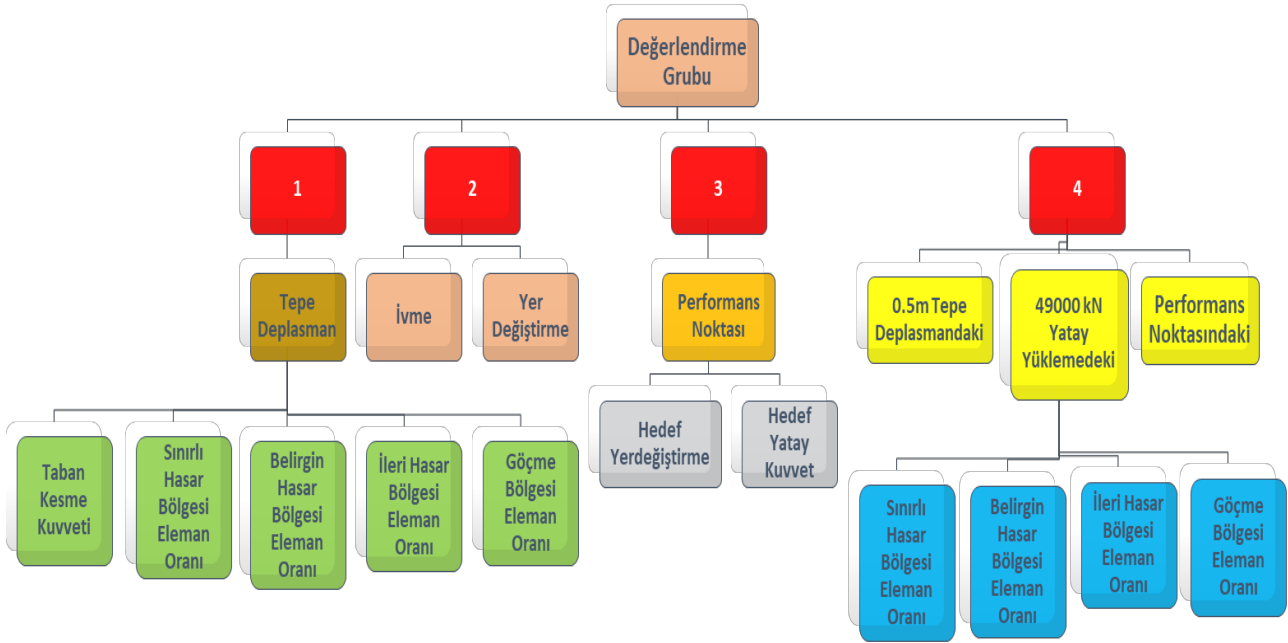 Değerlendirme
Grubu
1
2
3
4
Tepe
Deplasman
İvme
Yer
Değiştirme
Performans
Noktası
0.5m Tepe
Deplasmandaki
49000 kN
Yatay
Yüklemedeki
Performans
Noktasındaki
Taban
Kesme
Kuvveti
Sınırlı
Hasar
Bölgesi
Eleman
Oranı
Belirgin
Hasar
Bölgesi
Eleman
Oranı
İleri Hasar
Bölgesi
Eleman
Oranı
Göçme
Bölgesi
Eleman
Oranı
Hedef
Yerdeğiştirme
Hedef
Yatay
Kuvvet
Sınırlı
Hasar
Bölgesi
Eleman
Oranı
Belirgin
Hasar
Bölgesi
Eleman
Oranı
İleri Hasar
Bölgesi
Eleman
Oranı
Göçme
Bölgesi
Eleman
Oranı